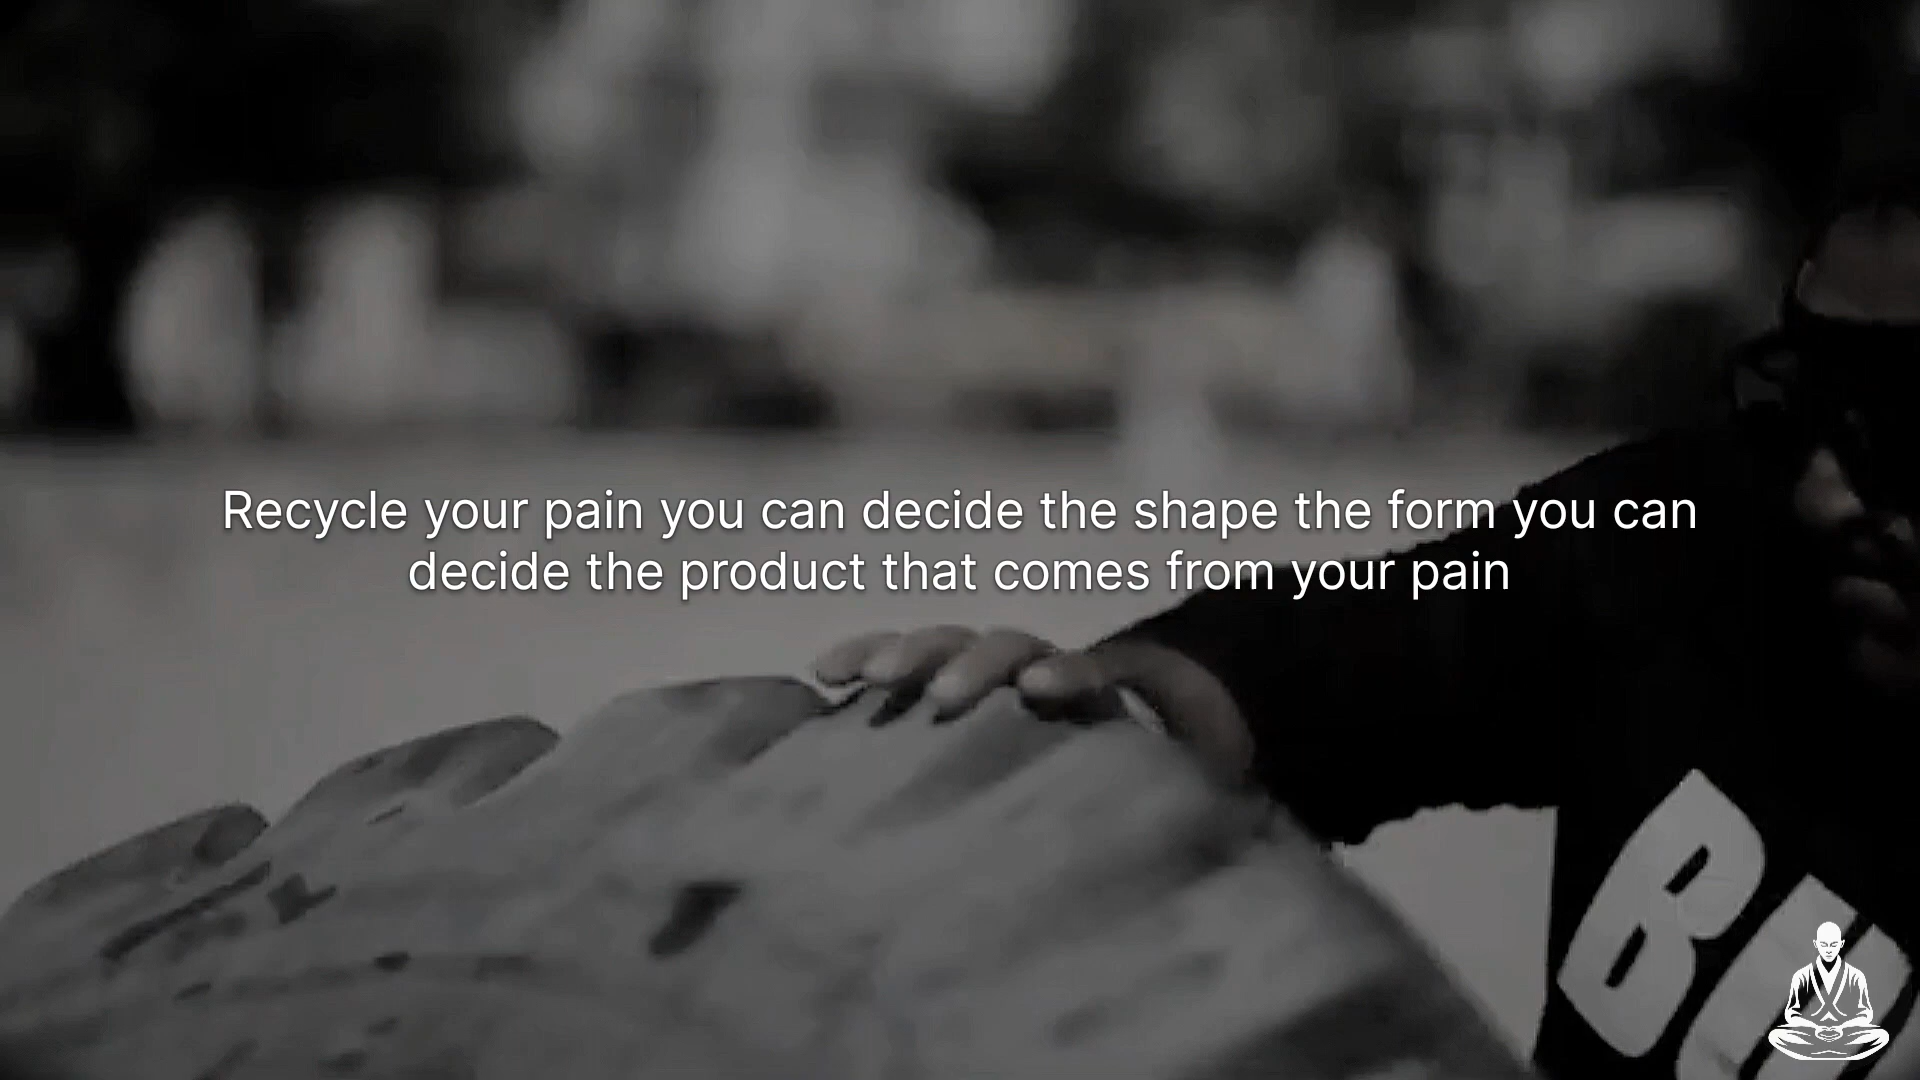 Recycle your pain you can decide the shape the form you can
decide the product that comes from your pain
BU